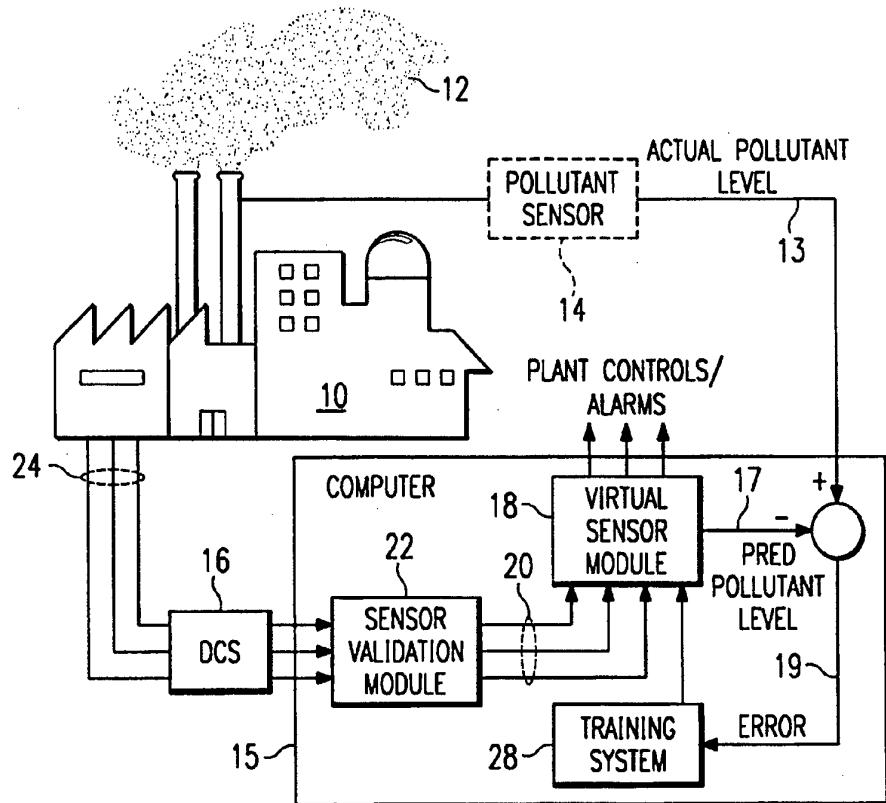 12
POLLUTANT
SENSOR
ACTUAL POLLUTANT
LEVEL
13
14
10
PLANT CONTROLS/
ALARMS
24
COMPUTER
18
VIRTUAL
SENSOR
MODULE
17
+
-
PRED
POLLUTANT
LEVEL
16
DCS
22
SENSOR
VALIDATION
MODULE
20
19
15
28
TRAINING
SYSTEM
ERROR